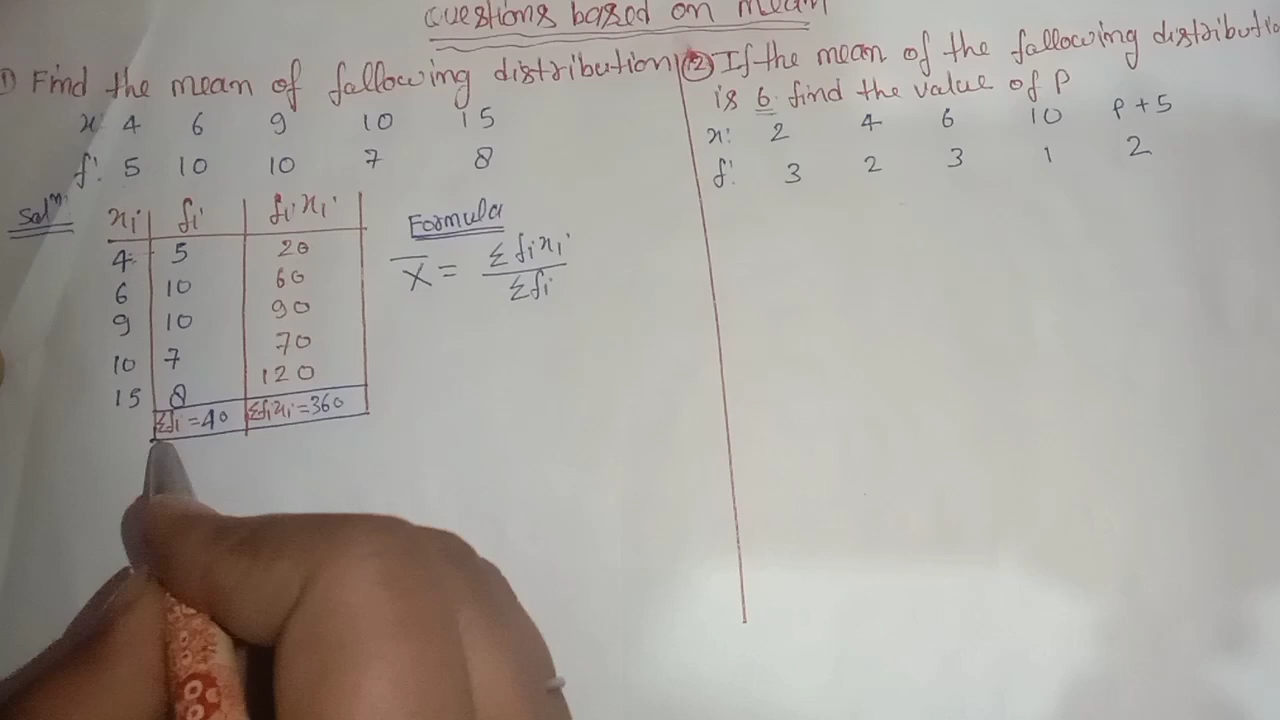 Questions based on Mean
1) Find the mean of fallowing distribution
x: 4 6 9 10 15
f: 5 10 10 7 8
Solⁿ:
xi fi fixi
4 5 20
6 10 60
9 10 90
10 7 70
15 8 120
Σfi = 40 Σfixi = 360
Formula
X̅ = Σfixi / Σfi
2) If the mean of the fallowing distributio
is 6. find the value of P
x: 2 4 6 10 P + 5
f: 3 2 3 1 2